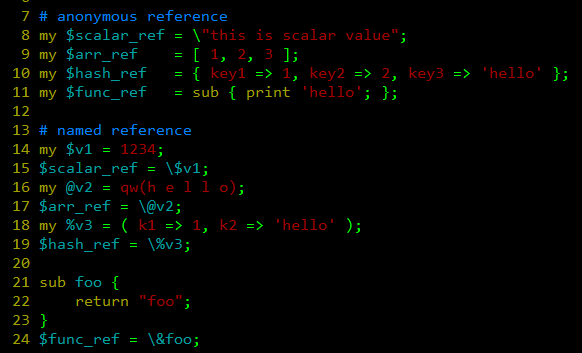 7 # anonymous reference
8 my $scalar_ref = \"this is scalar value";
9 my $arr_ref    = [ 1, 2, 3 ];
10 my $hash_ref   = { key1 => 1, key2 => 2, key3 => 'hello' };
11 my $func_ref   = sub { print 'hello'; };
12
13 # named reference
14 my $v1 = 1234;
15 $scalar_ref = \$v1;
16 my @v2 = qw(h e l l o);
17 $arr_ref = \@v2;
18 my %v3 = ( k1 => 1, k2 => 'hello' );
19 $hash_ref = \%v3;
20
21 sub foo {
22     return "foo";
23 }
24 $func_ref = \&foo;